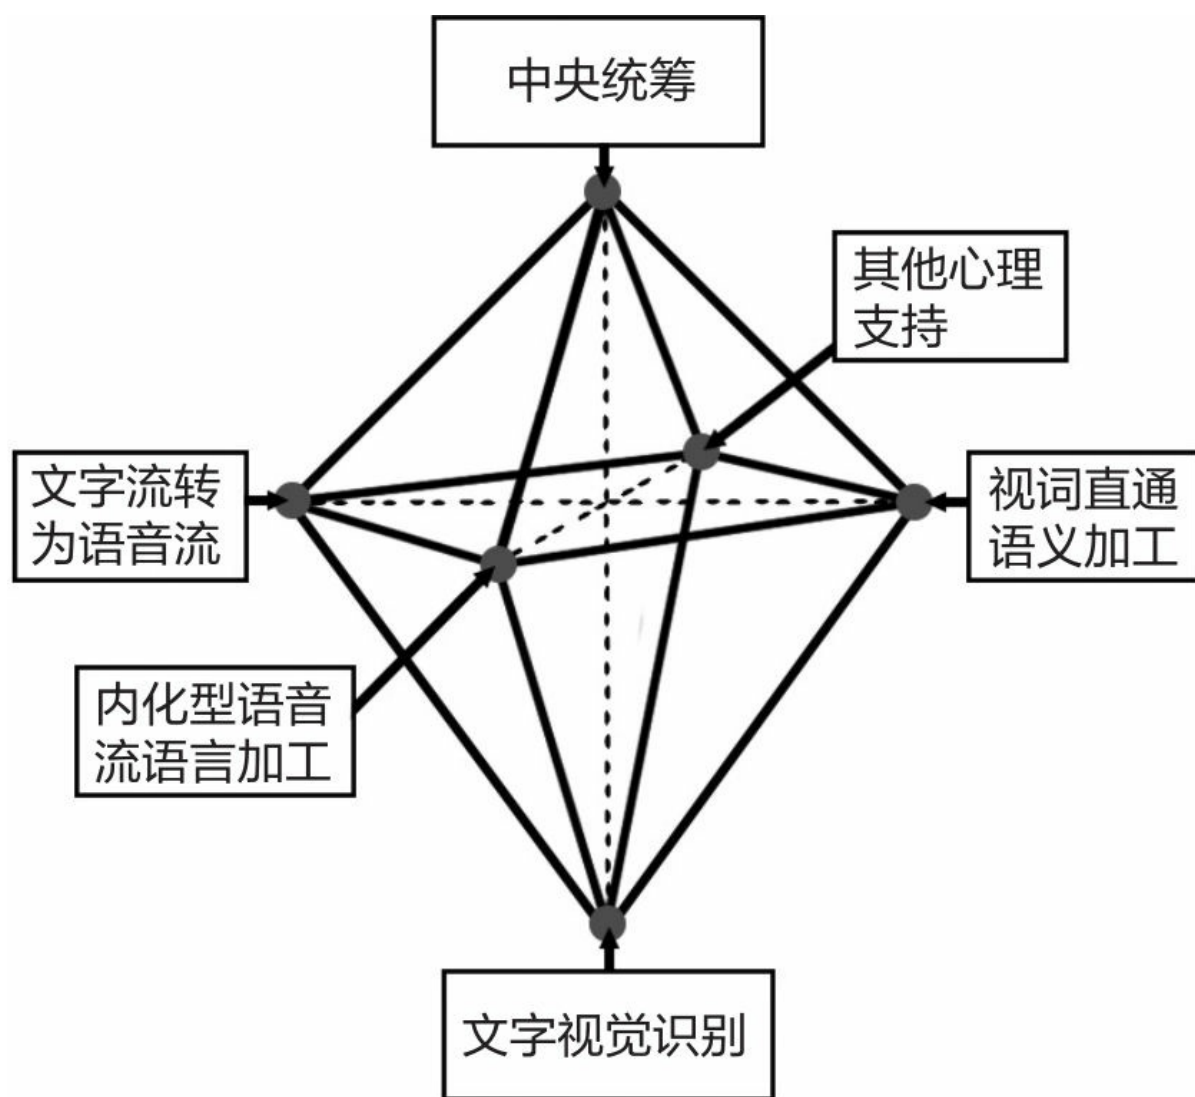 中央统筹
其他心理
支持
文字流转
为语音流
视词直通
语义加工
内化型语音
流语言加工
文字视觉识别